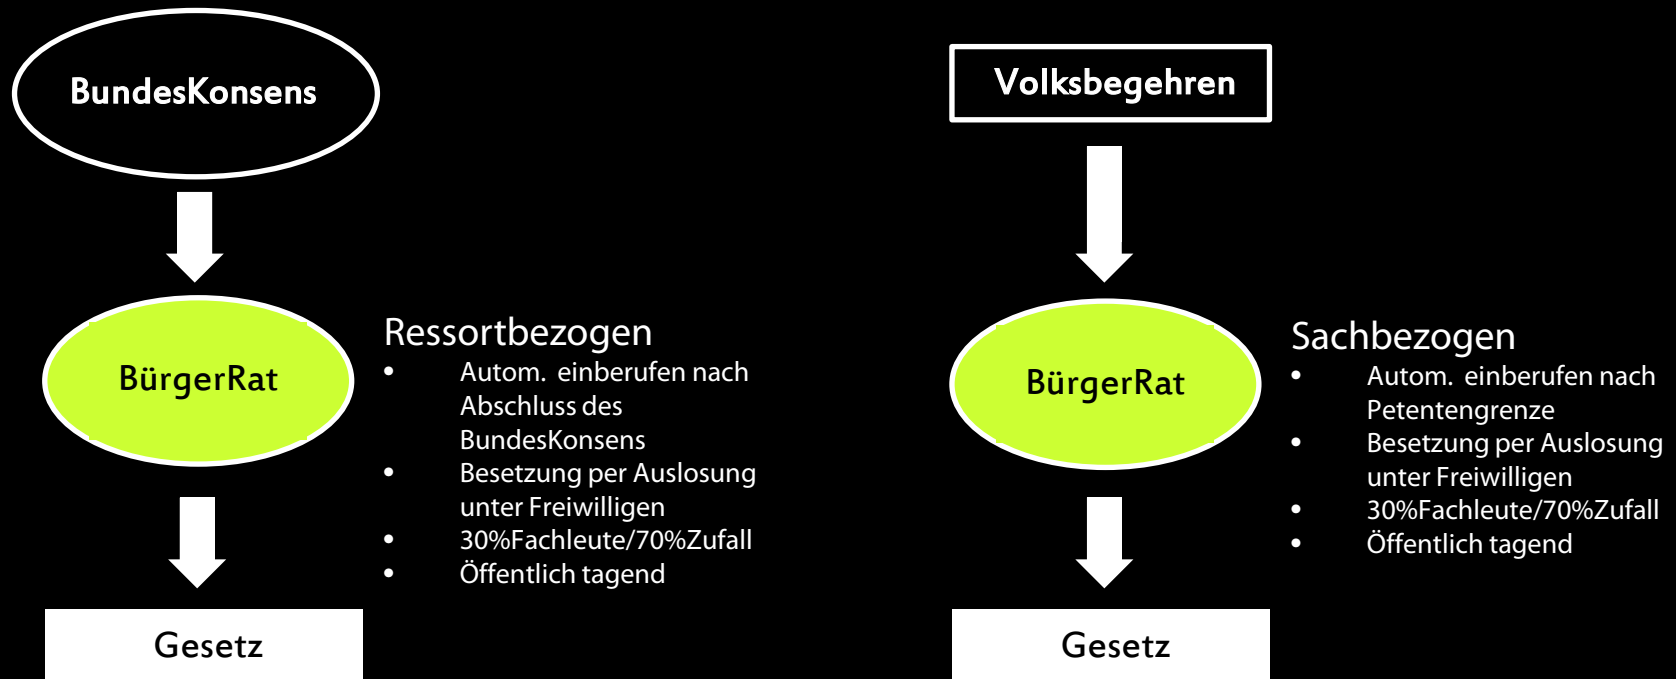 BundesKonsens
BürgerRat
Ressortbezogen
• Autom. einberufen nach
Abschluss des
BundesKonsens
• Besetzung per Auslosung
unter Freiwilligen
• 30%Fachleute/70%Zufall
• Öffentlich tagend
Gesetz
Volksbegehren
BürgerRat
Sachbezogen
• Autom. einberufen nach
Petentengrenze
• Besetzung per Auslosung
unter Freiwilligen
• 30%Fachleute/70%Zufall
• Öffentlich tagend
Gesetz